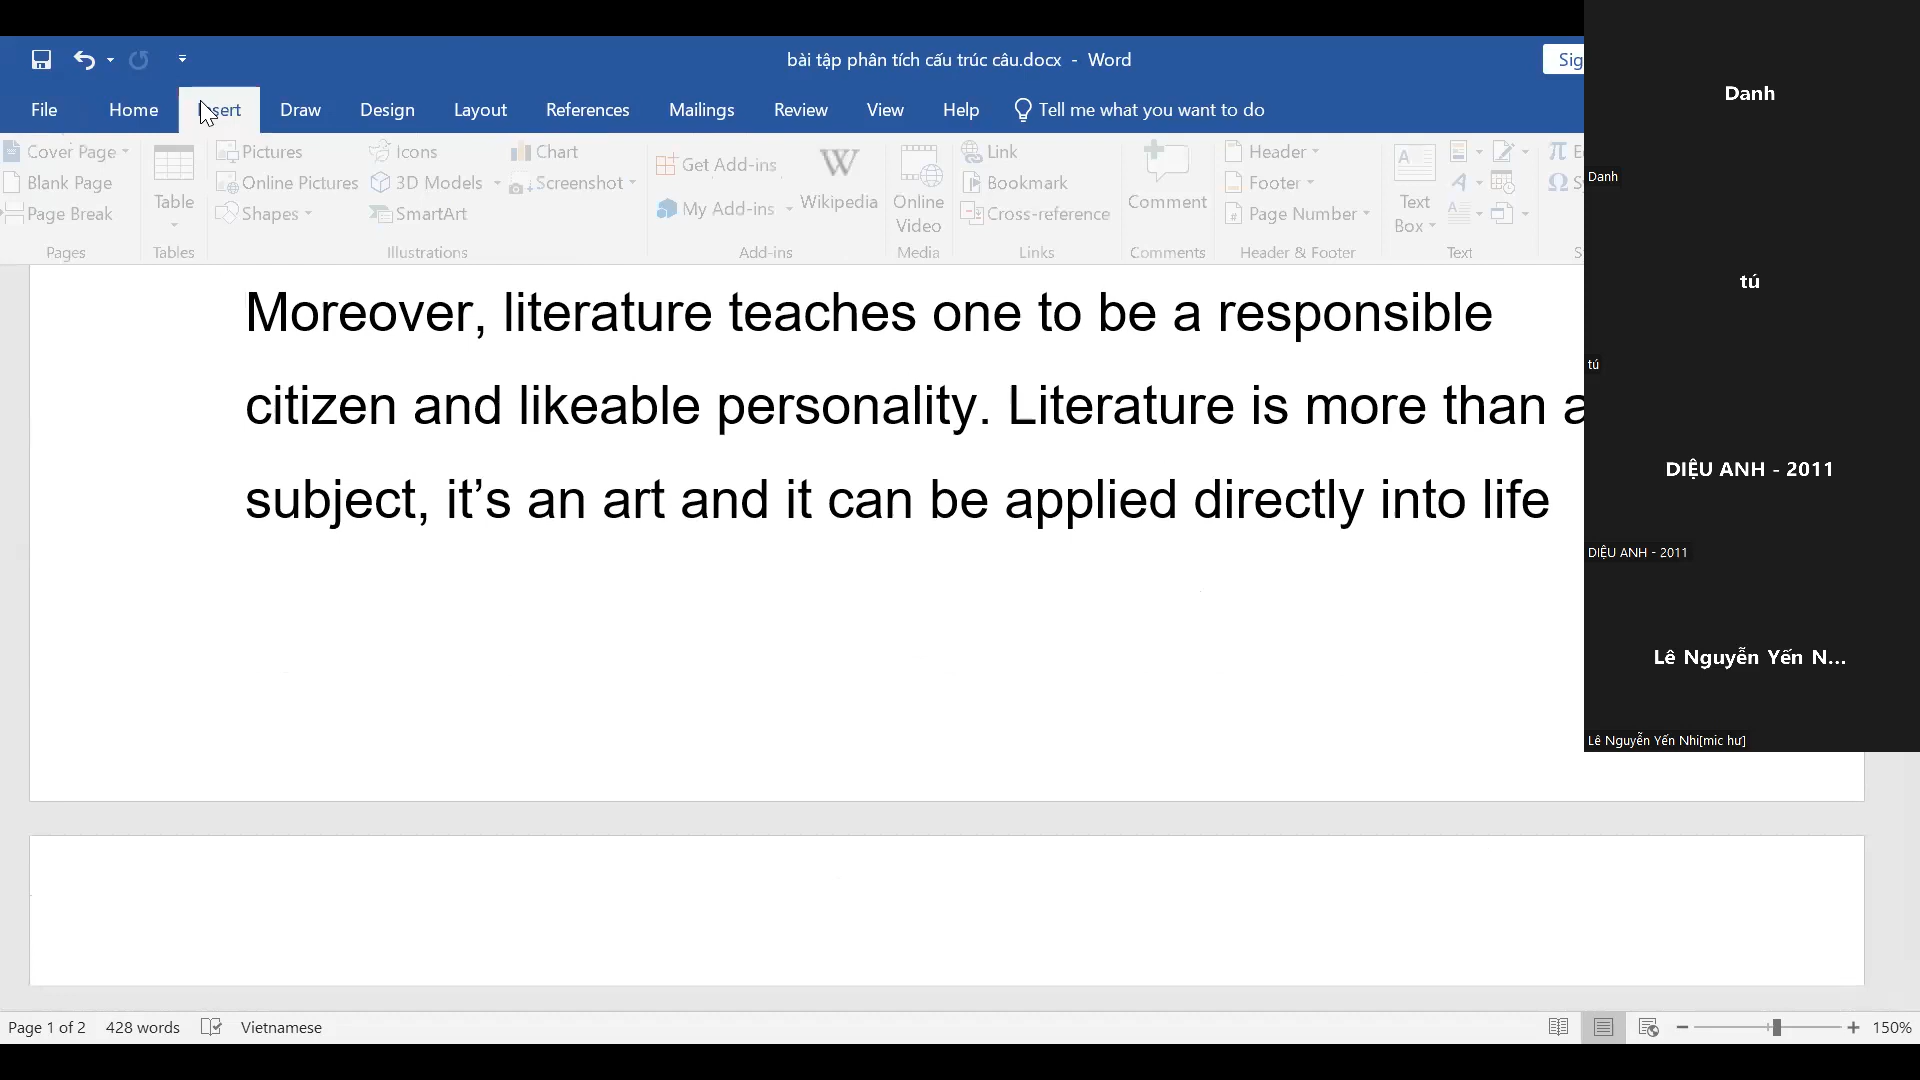 bài tập phân tích cấu trúc câu.docx - Word
File Home Insert Draw Design Layout References Mailings Review View Help Tell me what you want to do
Cover Page
Blank Page
Page Break
Pages
Table
Tables
Pictures
Online Pictures
Shapes
Icons
3D Models
SmartArt
Chart
Screenshot
Illustrations
Get Add-ins
My Add-ins
Wikipedia
Add-ins
Online
Video
Media
Link
Bookmark
Cross-reference
Links
Comment
Comments
Header
Footer
Page Number
Header & Footer
Text
Box
Text
Moreover, literature teaches one to be a responsible
citizen and likeable personality. Literature is more than a
subject, it’s an art and it can be applied directly into life
Danh
Danh
tú
tú
DIỆU ANH - 2011
DIỆU ANH - 2011
Lê Nguyễn Yến N...
Lê Nguyễn Yến Nhi[mic hư]
Page 1 of 2 428 words Vietnamese 150%